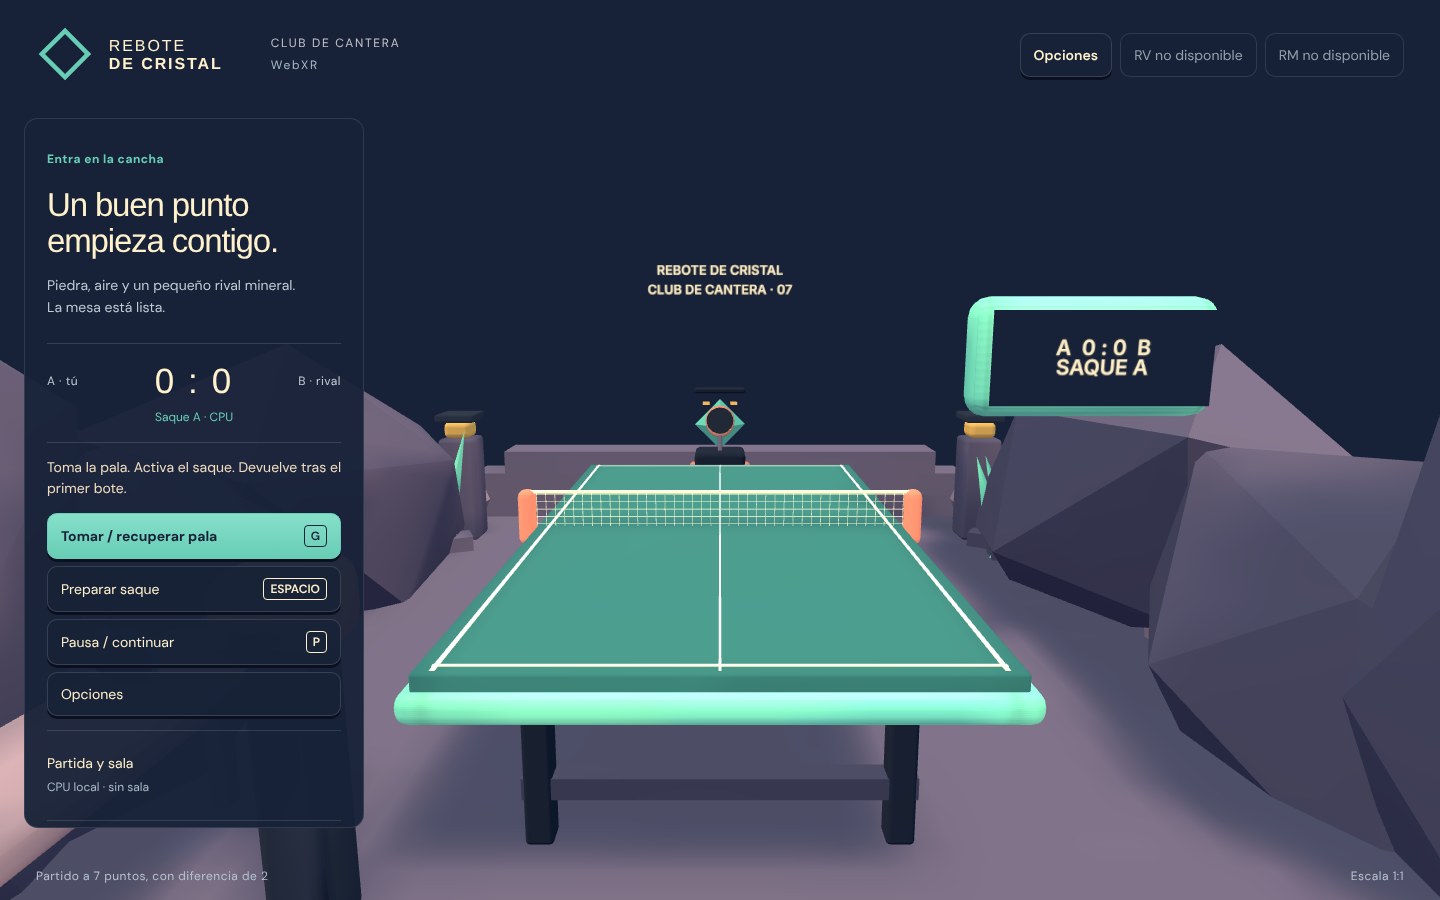 REBOTE
DE CRISTAL
CLUB DE CANTERA
WebXR
Opciones
RV no disponible
RM no disponible
Entra en la cancha
Un buen punto
empieza contigo.
Piedra, aire y un pequeño rival mineral.
La mesa está lista.
A · tú
0 : 0
B · rival
Saque A · CPU
Toma la pala. Activa el saque. Devuelve tras el
primer bote.
Tomar / recuperar pala
G
Preparar saque
ESPACIO
Pausa / continuar
P
Opciones
Partida y sala
CPU local · sin sala
REBOTE DE CRISTAL
CLUB DE CANTERA · 07
A 0:0 B
SAQUE A
Partido a 7 puntos, con diferencia de 2
Escala 1:1